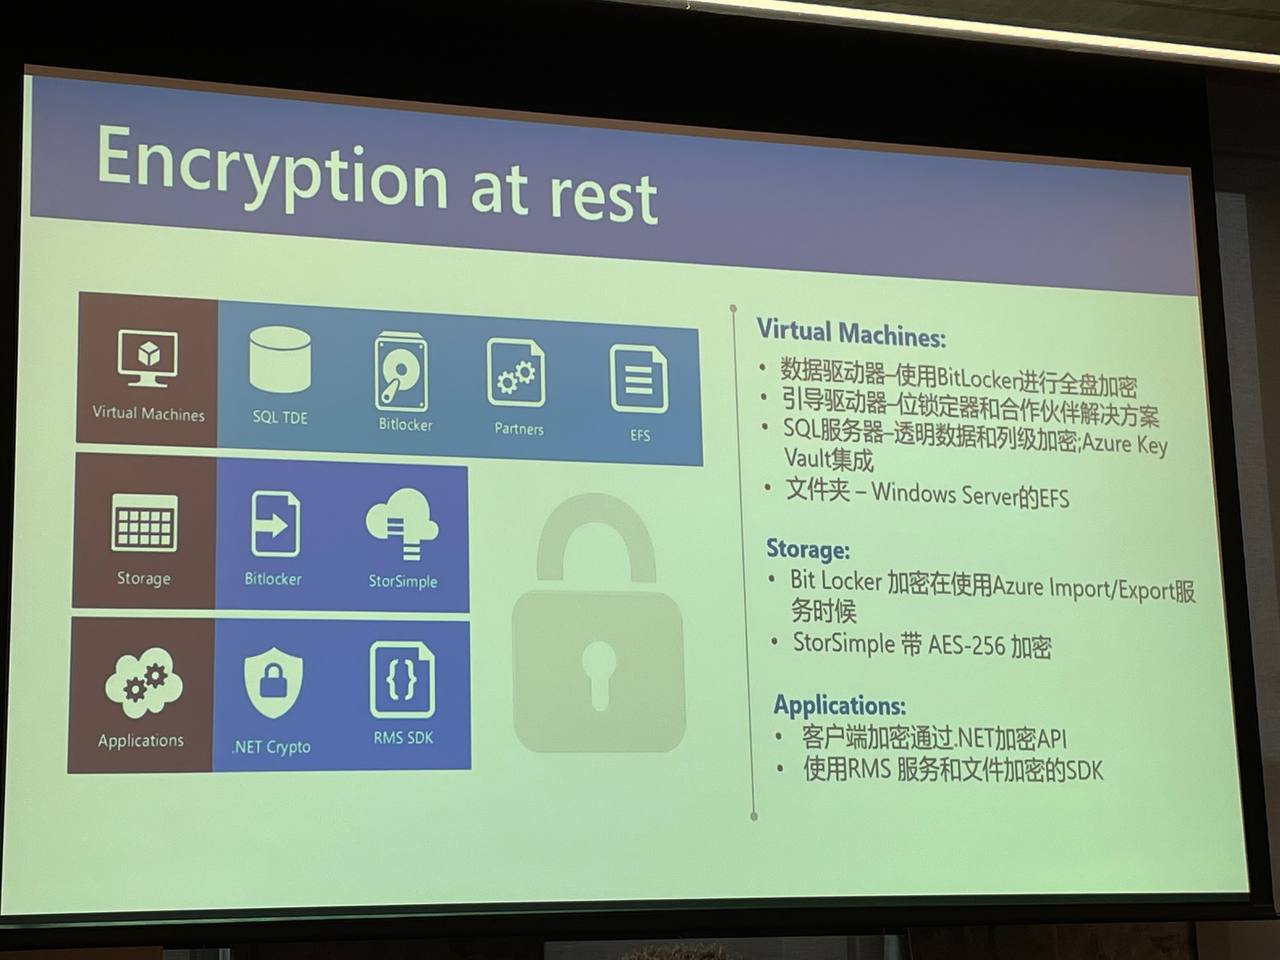 Encryption at rest
Virtual Machines
SQL TDE
Bitlocker
Partners
EFS
Storage
Bitlocker
StorSimple
Applications
.NET Crypto
RMS SDK
Virtual Machines:
• 数据驱动器–使用BitLocker进行全盘加密
• 引导驱动器–位锁定器和合作伙伴解决方案
• SQL服务器–透明数据和列级加密;Azure Key
Vault集成
• 文件夹 – Windows Server的EFS
Storage:
• Bit Locker 加密在使用Azure Import/Export服
务时候
• StorSimple 带 AES-256 加密
Applications:
• 客户端加密通过.NET加密API
• 使用RMS 服务和文件加密的SDK